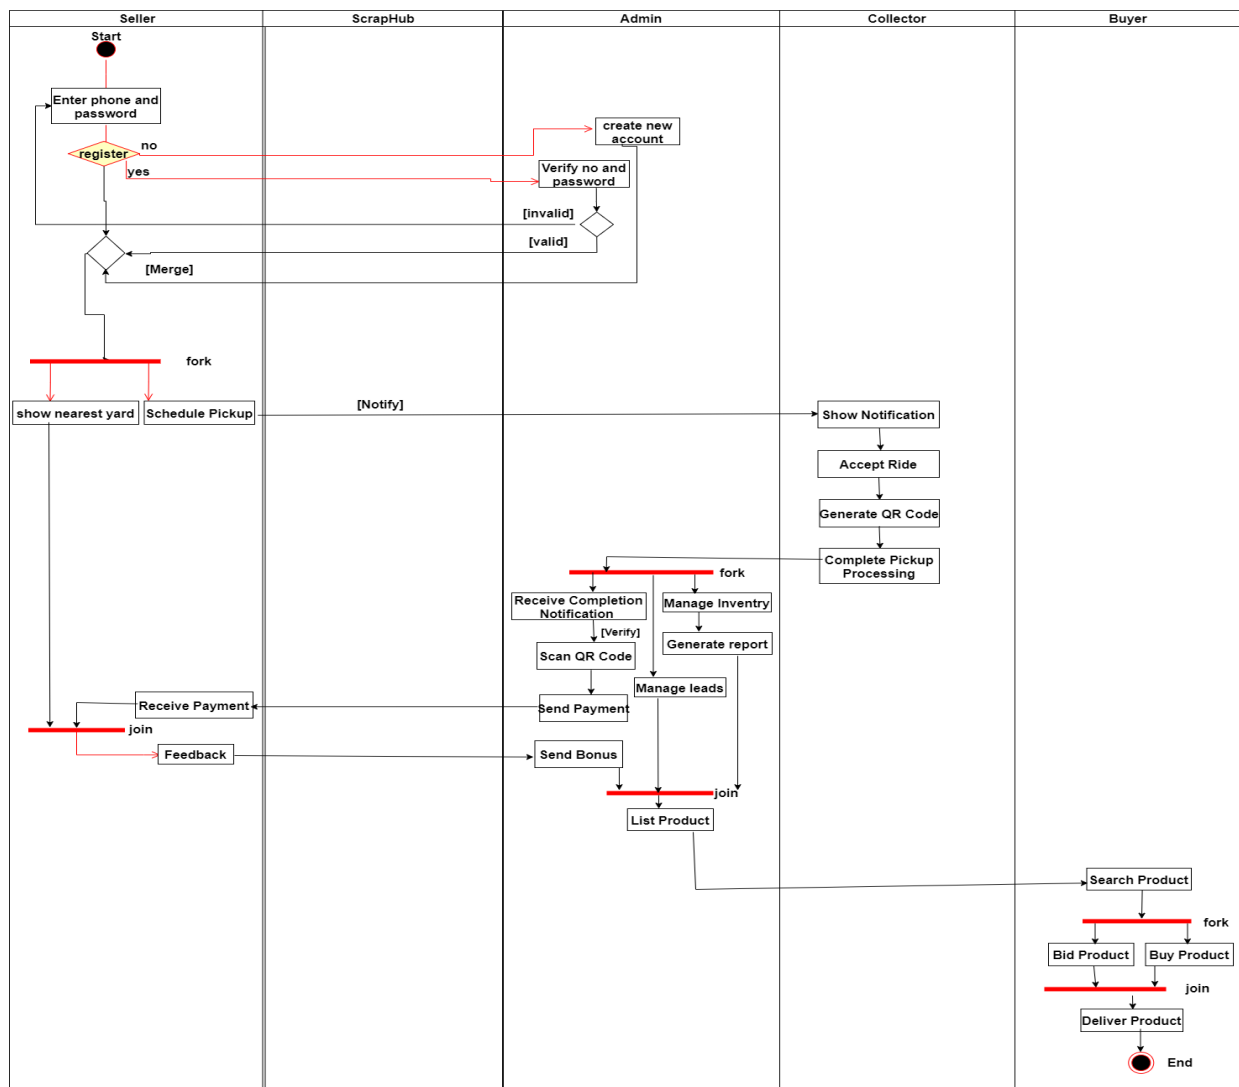 Seller
ScrapHub
Admin
Collector
Buyer
Start
Enter phone and
password
create new
account
register
no
yes
Verify no and
password
[invalid]
[valid]
[Merge]
fork
show nearest yard
Schedule Pickup
[Notify]
Show Notification
Accept Ride
Generate QR Code
Complete Pickup
Processing
fork
Receive Completion
Notification
Manage Inventry
[Verify]
Generate report
Scan QR Code
Manage leads
Receive Payment
Send Payment
join
Feedback
Send Bonus
join
List Product
Search Product
fork
Bid Product
Buy Product
join
Deliver Product
End